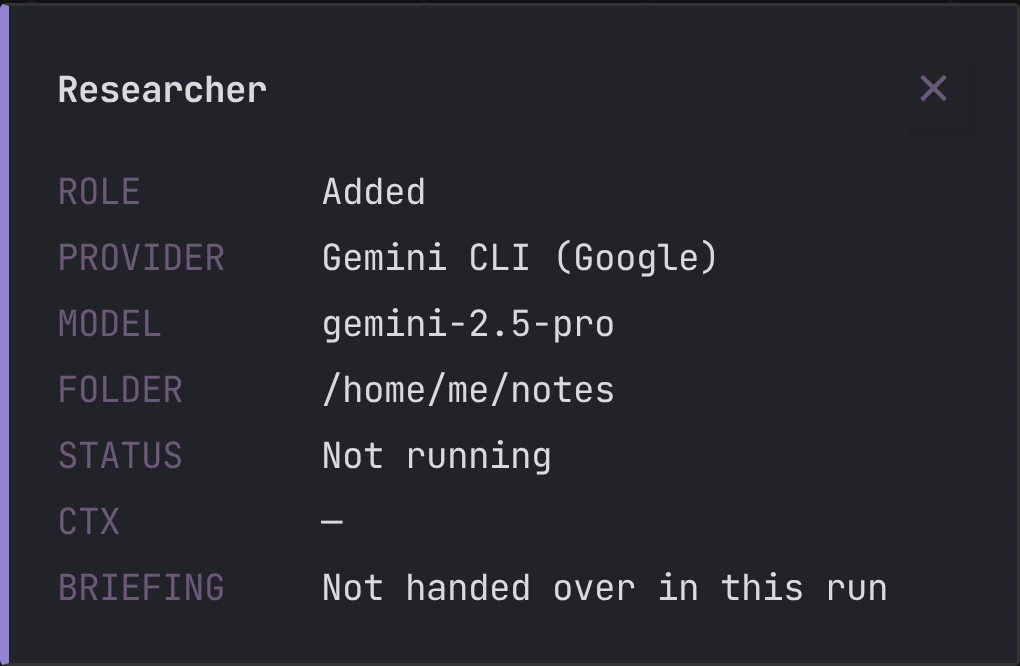 Researcher ×
ROLE Added
PROVIDER Gemini CLI (Google)
MODEL gemini-2.5-pro
FOLDER /home/me/notes
STATUS Not running
CTX —
BRIEFING Not handed over in this run